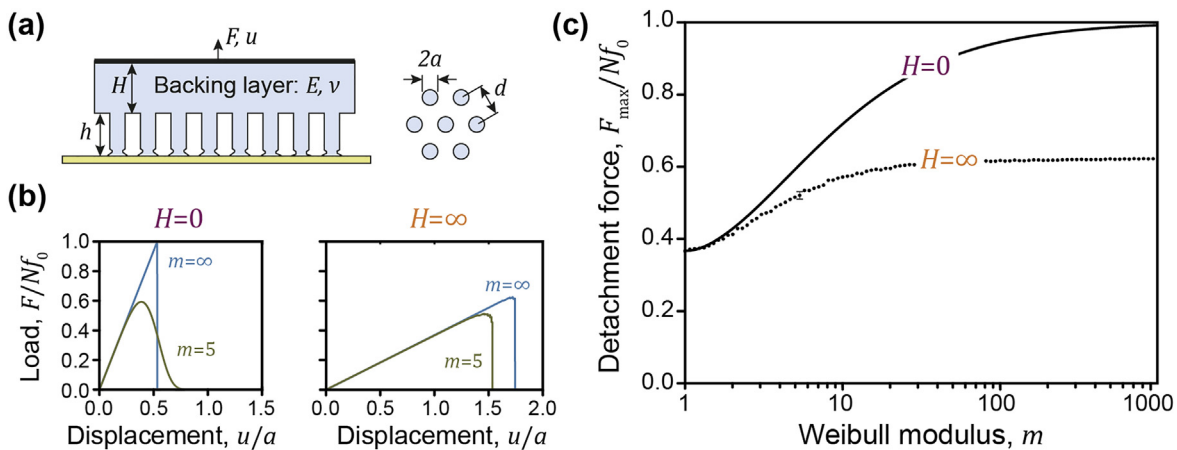 (a)
F, u
H
Backing layer: E, ν
h
2a
d
(b)
H=0
H=∞
Load, F/Nf₀
1.0
0.8
0.6
0.4
0.2
0.0
m=∞
m=5
0.0 0.5 1.0 1.5
Displacement, u/a
m=∞
m=5
0.0 0.5 1.0 1.5 2.0
Displacement, u/a
(c)
Detachment force, Fmax/Nf₀
1.0
0.8
0.6
0.4
0.2
0.0
H=0
H=∞
1 10 100 1000
Weibull modulus, m